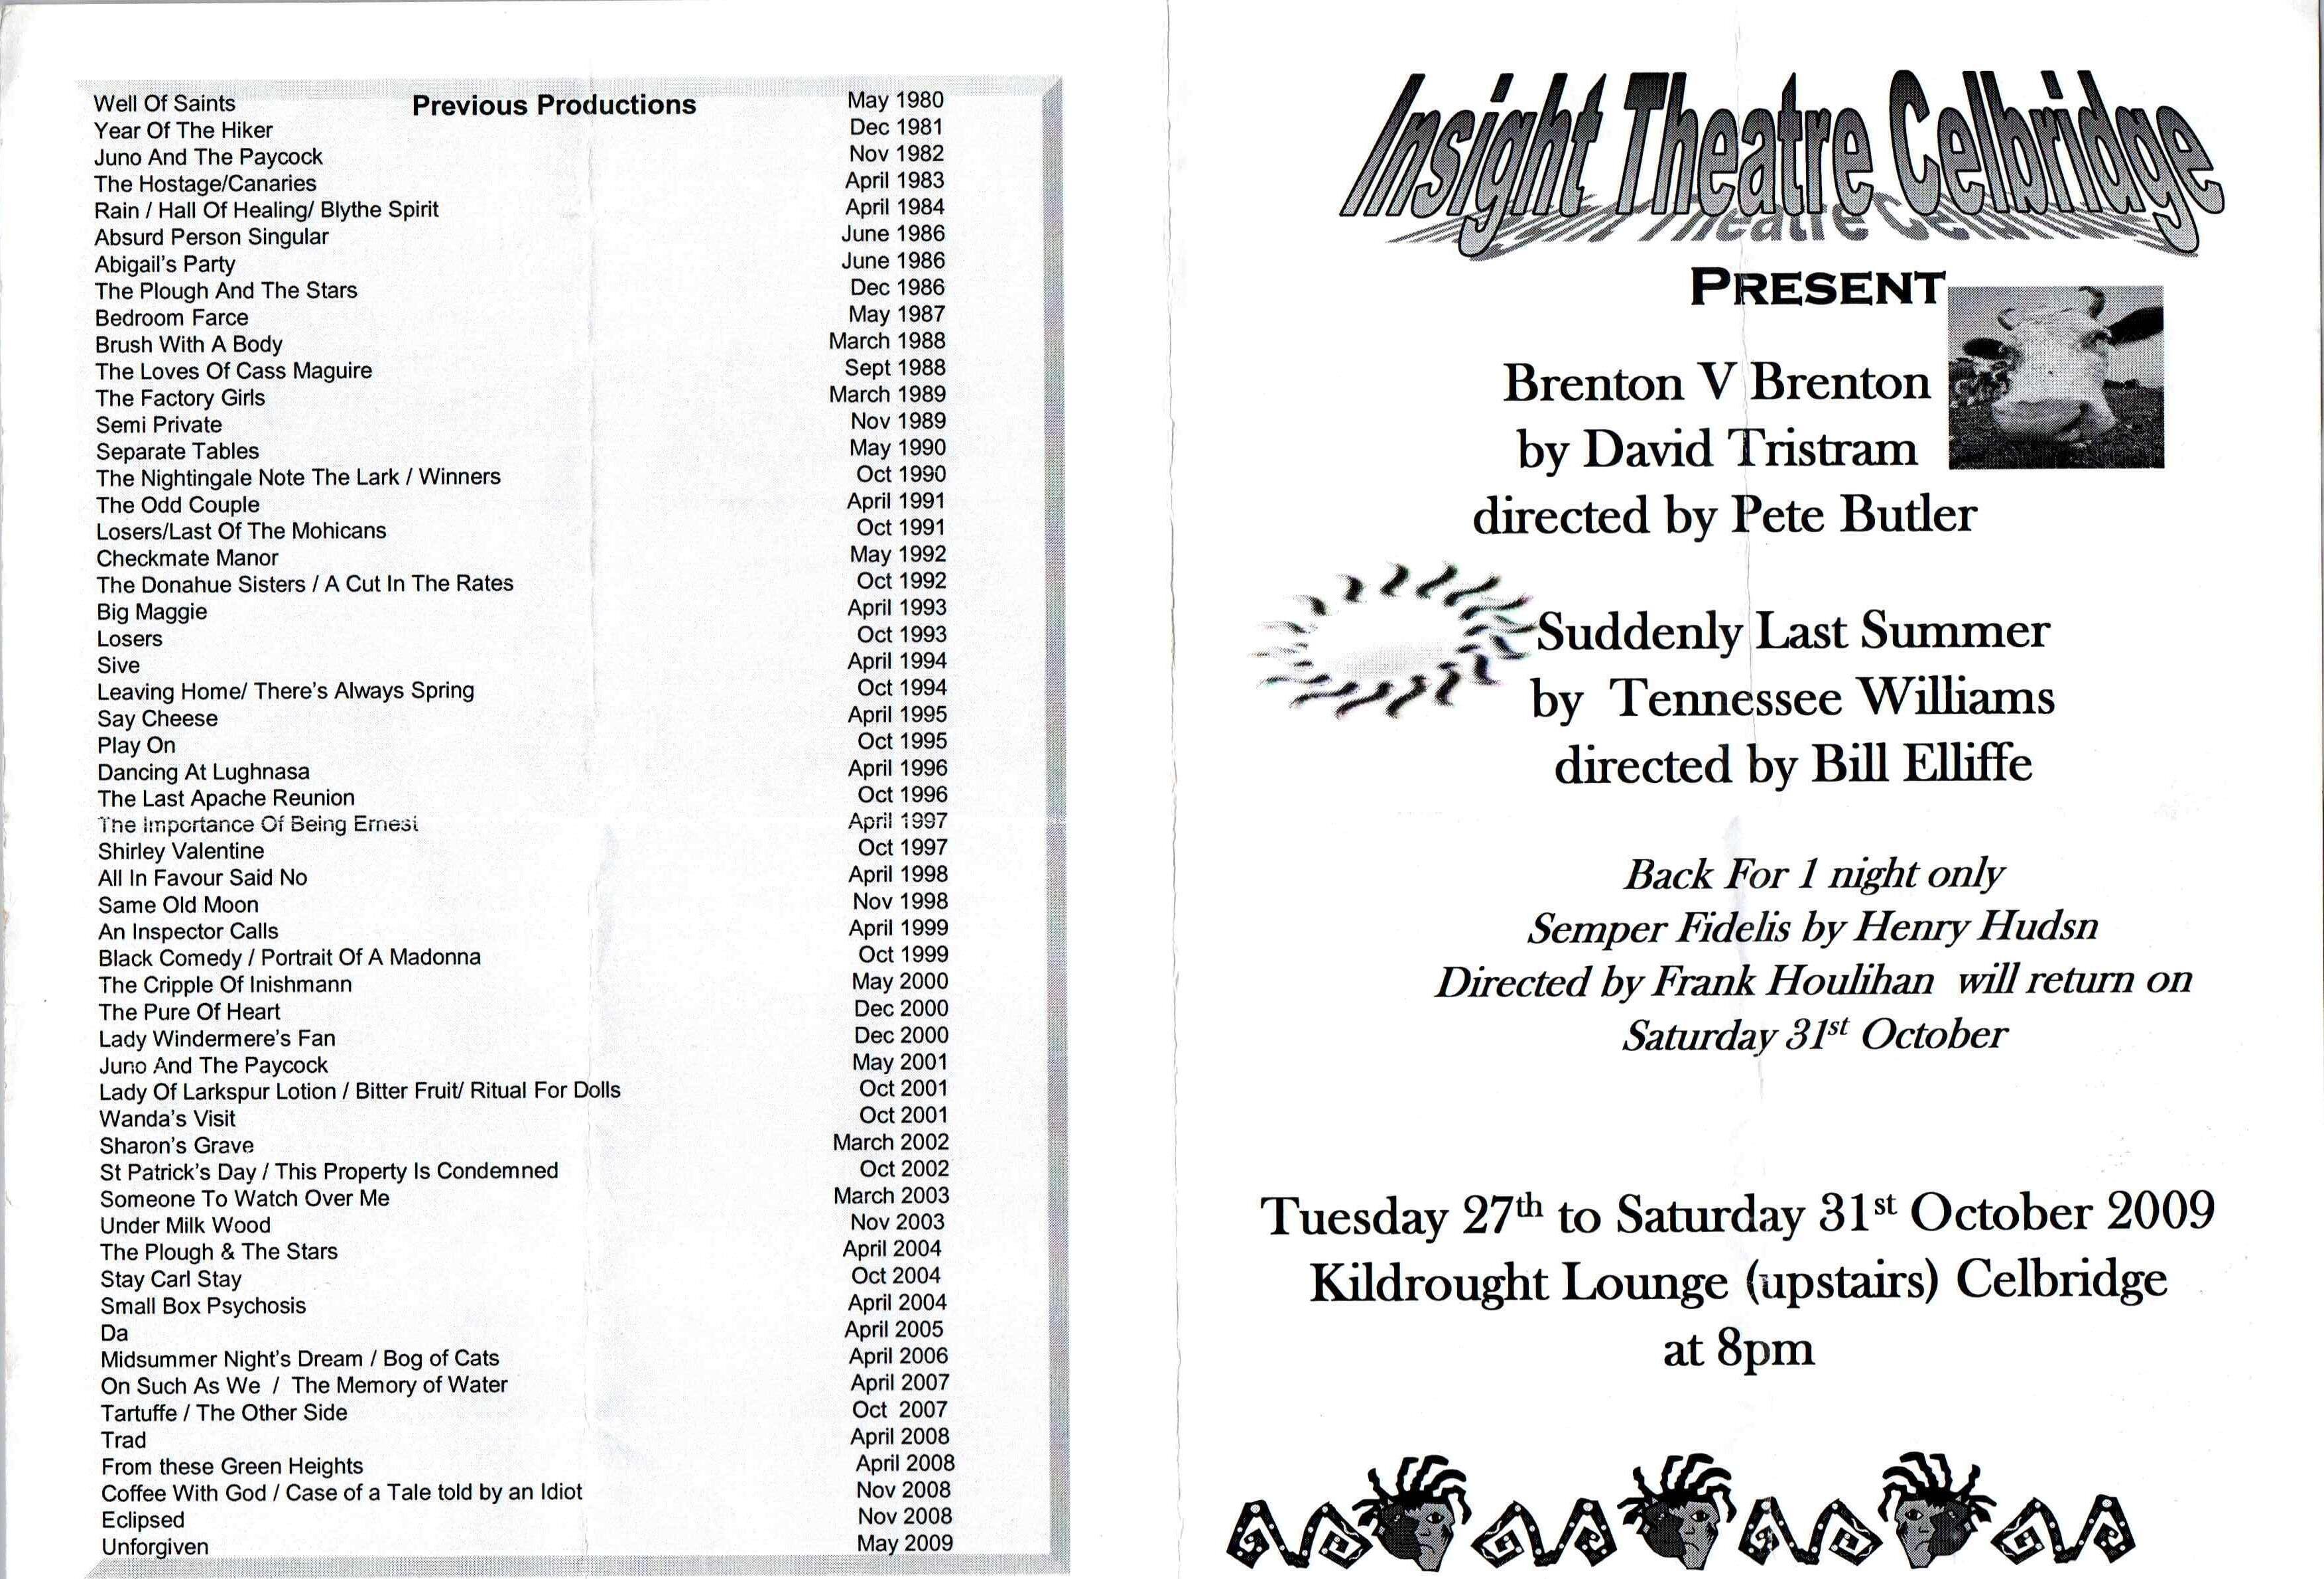 Previous Productions
Well Of Saints May 1980
Year Of The Hiker Dec 1981
Juno And The Paycock Nov 1982
The Hostage/Canaries April 1983
Rain / Hall Of Healing/ Blythe Spirit April 1984
Absurd Person Singular June 1986
Abigail's Party June 1986
The Plough And The Stars Dec 1986
Bedroom Farce May 1987
Brush With A Body March 1988
The Loves Of Cass Maguire Sept 1988
The Factory Girls March 1989
Semi Private Nov 1989
Separate Tables May 1990
The Nightingale Note The Lark / Winners Oct 1990
The Odd Couple April 1991
Losers/Last Of The Mohicans Oct 1991
Checkmate Manor May 1992
The Donahue Sisters / A Cut In The Rates Oct 1992
Big Maggie April 1993
Losers Oct 1993
Sive April 1994
Leaving Home/ There's Always Spring Oct 1994
Say Cheese April 1995
Play On Oct 1995
Dancing At Lughnasa April 1996
The Last Apache Reunion Oct 1996
The Importance Of Being Ernest April 1997
Shirley Valentine Oct 1997
All In Favour Said No April 1998
Same Old Moon Nov 1998
An Inspector Calls April 1999
Black Comedy / Portrait Of A Madonna Oct 1999
The Cripple Of Inishmann May 2000
The Pure Of Heart Dec 2000
Lady Windermere's Fan Dec 2000
Juno And The Paycock May 2001
Lady Of Larkspur Lotion / Bitter Fruit/ Ritual For Dolls Oct 2001
Wanda's Visit Oct 2001
Sharon's Grave March 2002
St Patrick's Day / This Property Is Condemned Oct 2002
Someone To Watch Over Me March 2003
Under Milk Wood Nov 2003
The Plough & The Stars April 2004
Stay Carl Stay Oct 2004
Small Box Psychosis April 2004
Da April 2005
Midsummer Night's Dream / Bog of Cats April 2006
On Such As We / The Memory of Water April 2007
Tartuffe / The Other Side Oct 2007
Trad April 2008
From these Green Heights April 2008
Coffee With God / Case of a Tale told by an Idiot Nov 2008
Eclipsed Nov 2008
Unforgiven May 2009
Insight Theatre Celbridge
PRESENT
Brenton V Brenton
by David Tristram
directed by Pete Butler
Suddenly Last Summer
by Tennessee Williams
directed by Bill Elliffe
Back For 1 night only
Semper Fidelis by Henry Hudsn
Directed by Frank Houlihan will return on
Saturday 31st October
Tuesday 27th to Saturday 31st October 2009
Kildrought Lounge (upstairs) Celbridge
at 8pm